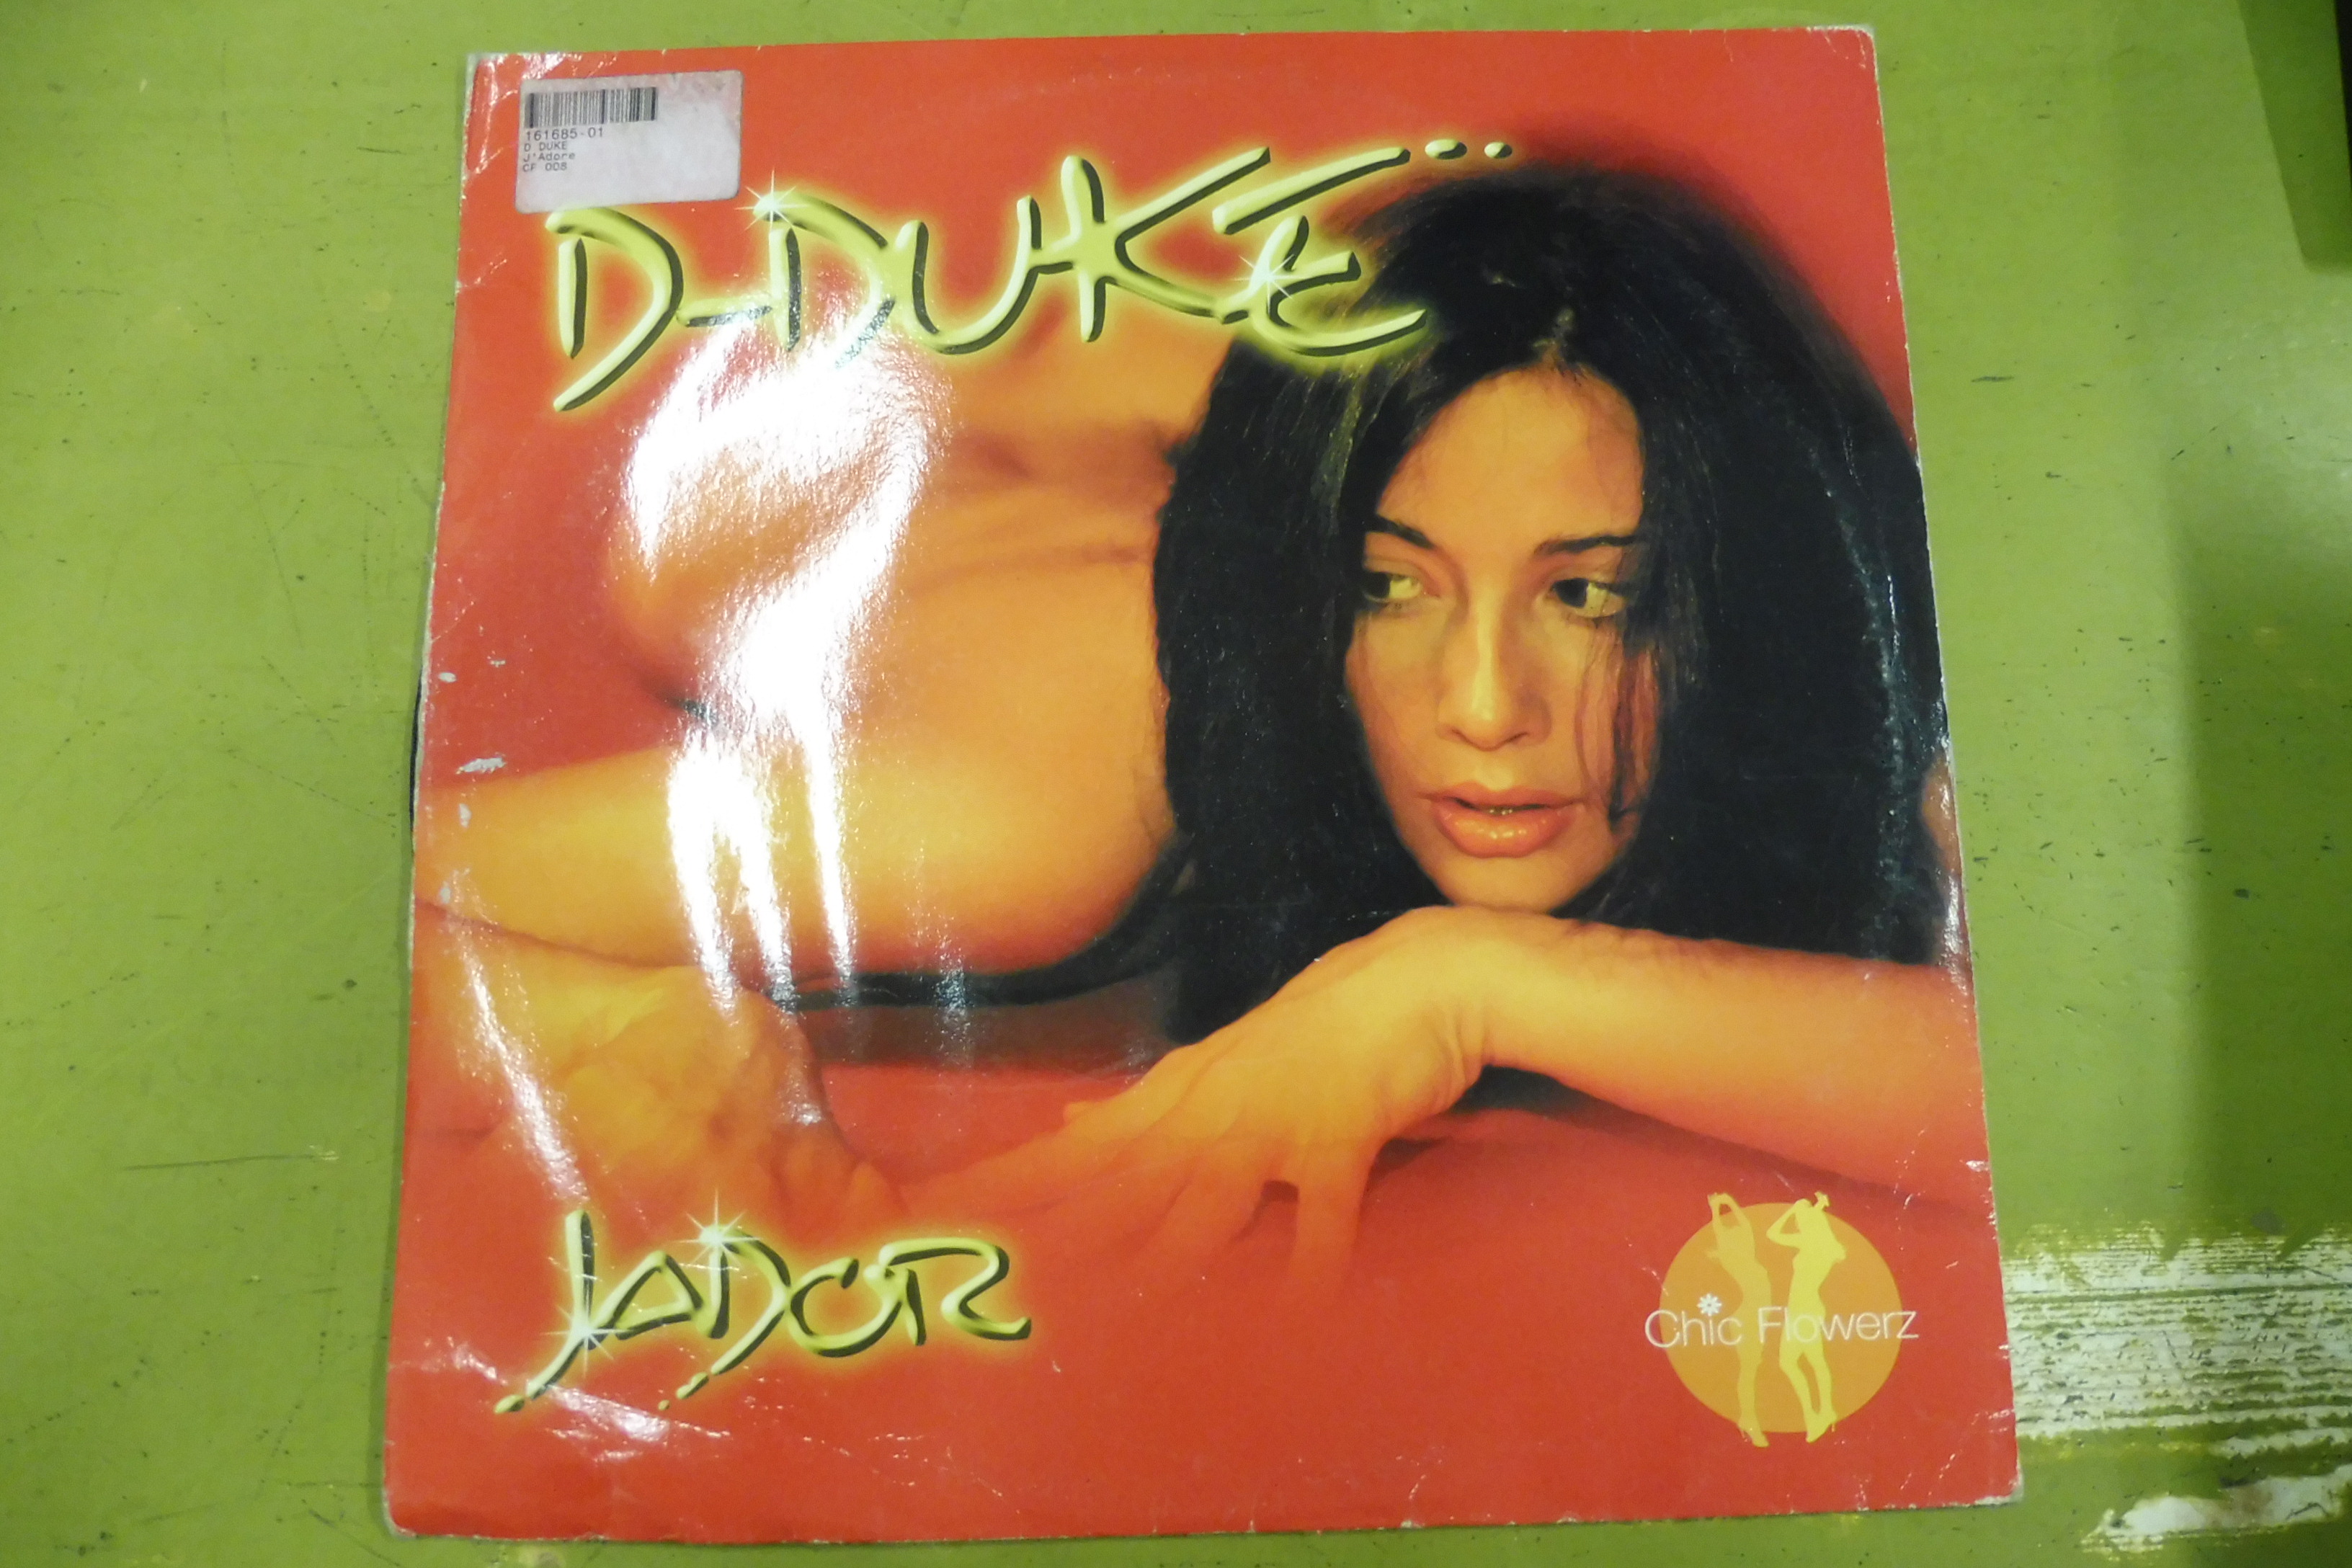 161685-01
D DUKE
J'Adore
CF 008
D-DUKE...
JADOR
Chic Flowerz